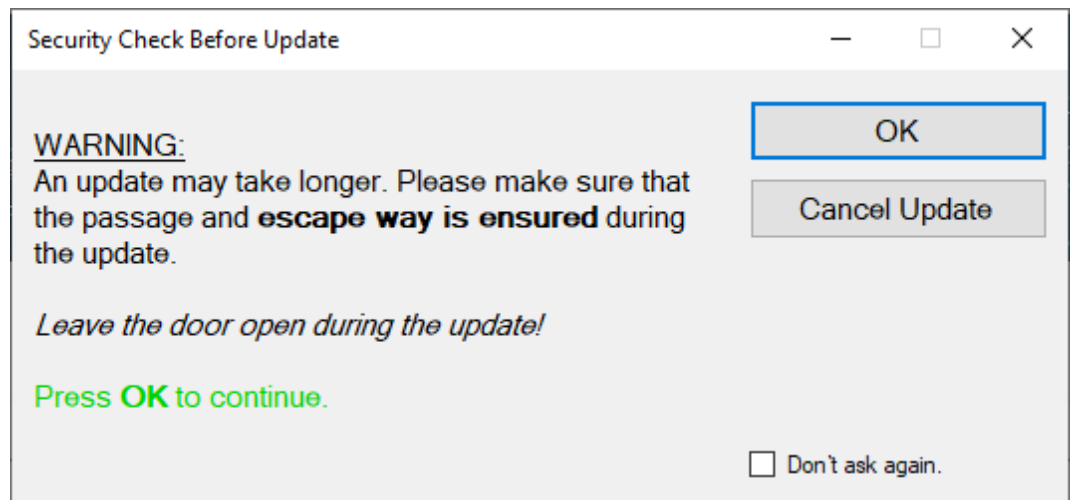 Security Check Before Update
WARNING:
An update may take longer. Please make sure that
the passage and escape way is ensured during
the update.
Leave the door open during the update!
Press OK to continue.
OK
Cancel Update
Don't ask again.